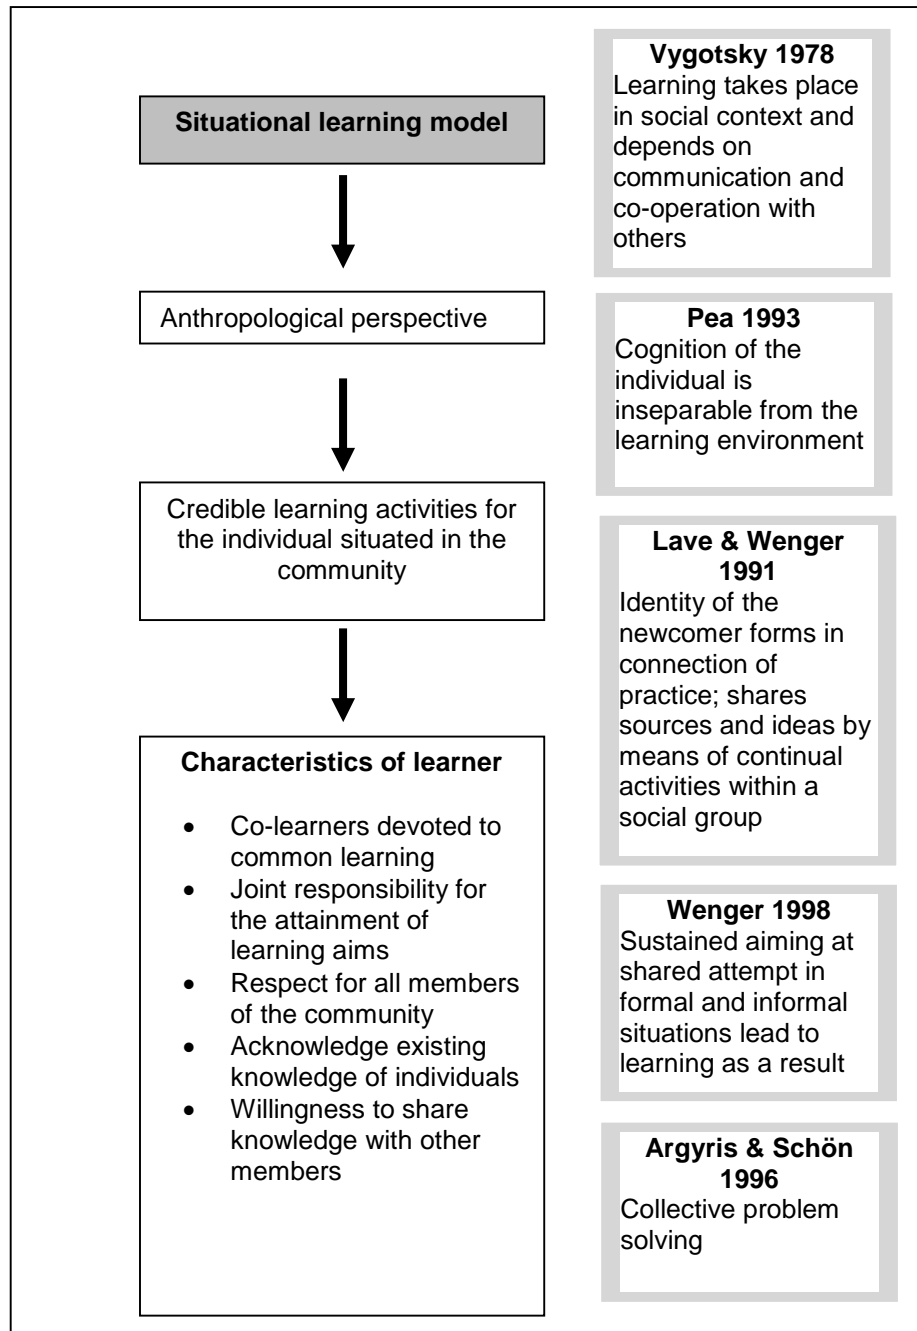 Situational learning model
Anthropological perspective
Credible learning activities for
the individual situated in the
community
Characteristics of learner
• Co-learners devoted to
common learning
• Joint responsibility for
the attainment of
learning aims
• Respect for all members
of the community
• Acknowledge existing
knowledge of individuals
• Willingness to share
knowledge with other
members
Vygotsky 1978
Learning takes place
in social context and
depends on
communication and
co-operation with
others
Pea 1993
Cognition of the
individual is
inseparable from the
learning environment
Lave & Wenger
1991
Identity of the
newcomer forms in
connection of
practice; shares
sources and ideas by
means of continual
activities within a
social group
Wenger 1998
Sustained aiming at
shared attempt in
formal and informal
situations lead to
learning as a result
Argyris & Schön
1996
Collective problem
solving